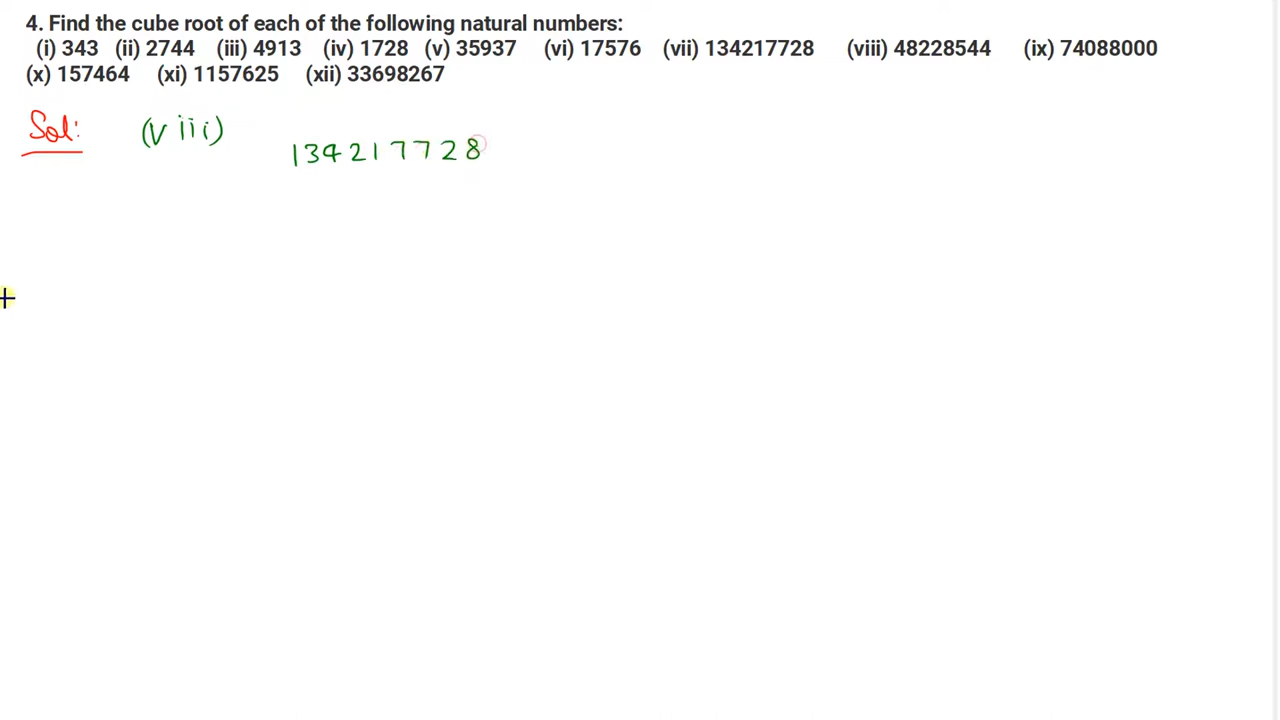 4. Find the cube root of each of the following natural numbers:
(i) 343 (ii) 2744 (iii) 4913 (iv) 1728 (v) 35937 (vi) 17576 (vii) 134217728 (viii) 48228544 (ix) 74088000
(x) 157464 (xi) 1157625 (xii) 33698267
Sol: (viii)
134217728